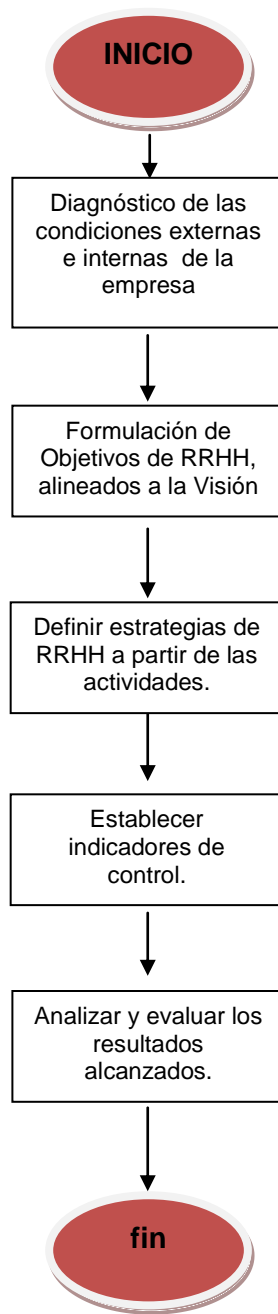 INICIO
Diagnóstico de las
condiciones externas
e internas de la
empresa
Formulación de
Objetivos de RRHH,
alineados a la Visión
Definir estrategias de
RRHH a partir de las
actividades.
Establecer
indicadores de
control.
Analizar y evaluar los
resultados
alcanzados.
fin